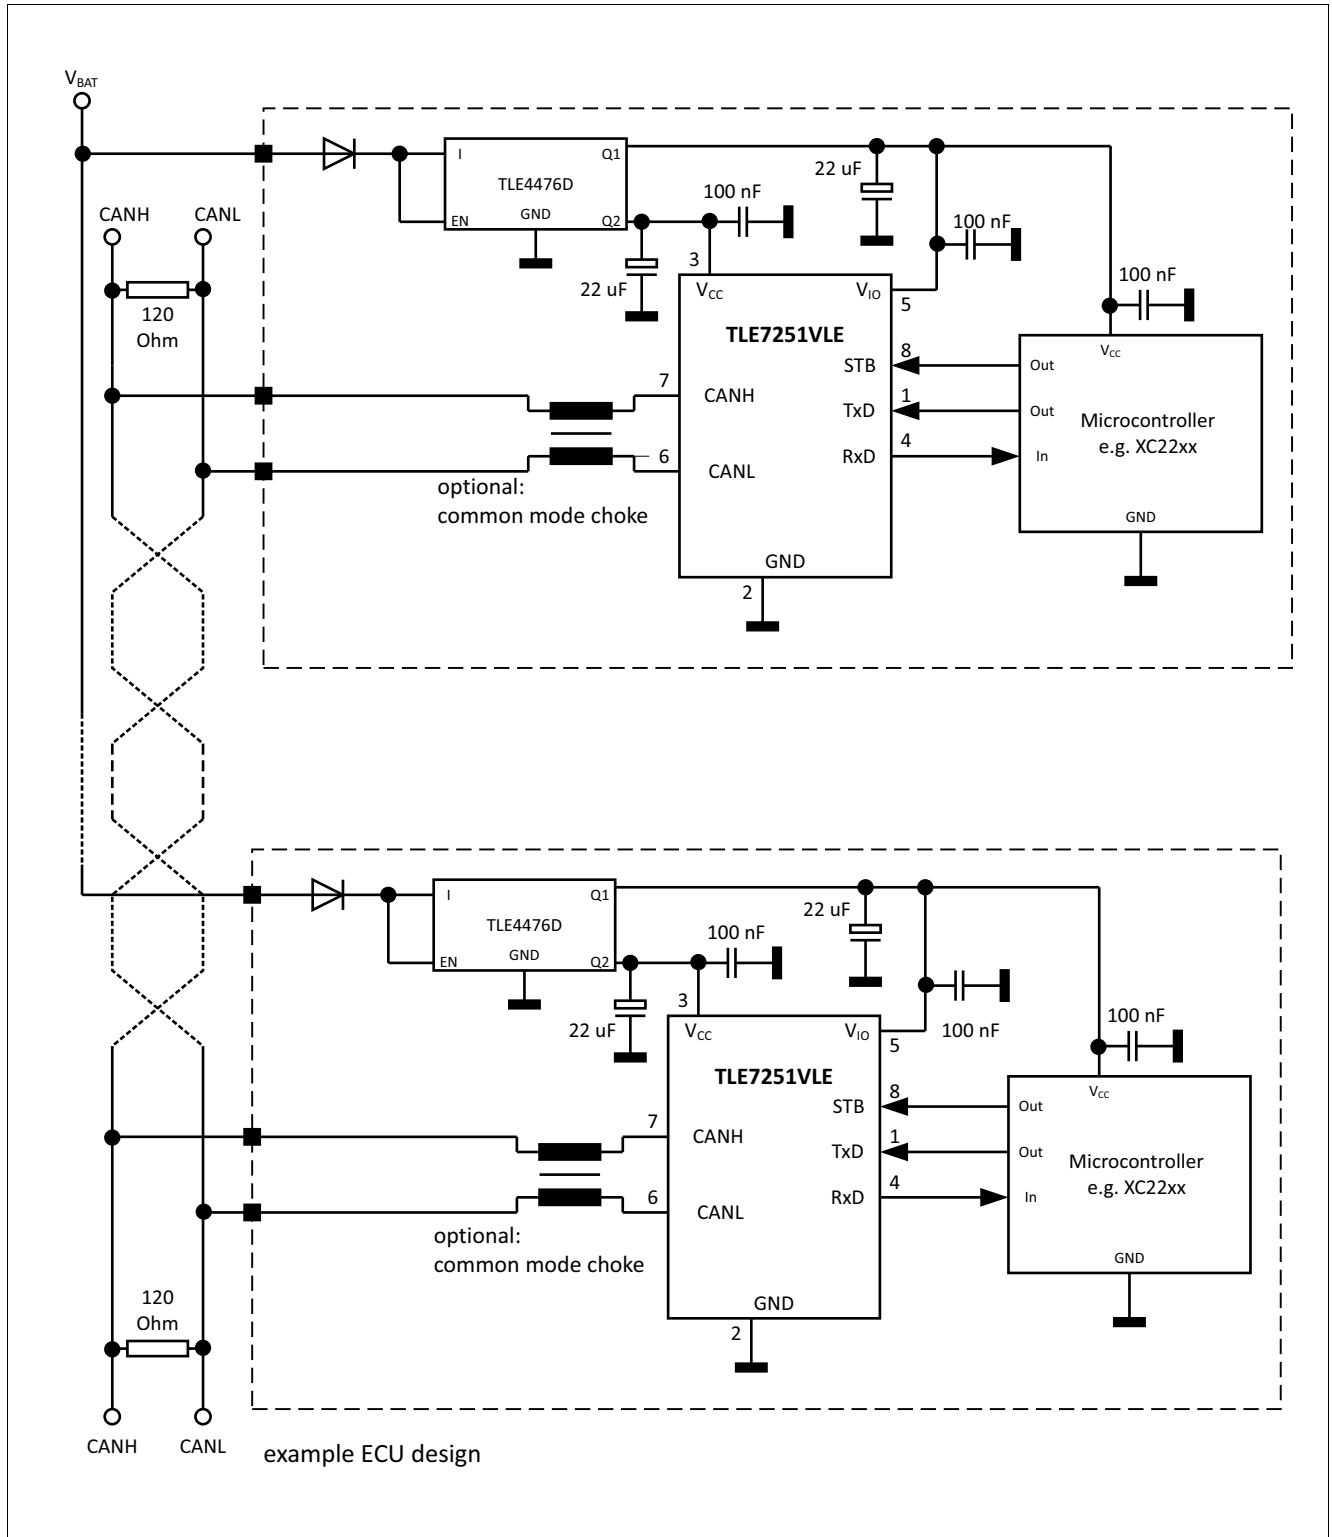 VBAT
CANH
CANL
120
Ohm
I
Q1
TLE4476D
EN
GND
Q2
22 uF
100 nF
22 uF
100 nF
100 nF
3
VCC
VIO
5
TLE7251VLE
STB
8
TxD
1
RxD
4
7
CANH
6
CANL
GND
2
VCC
Out
Out
In
Microcontroller
e.g. XC22xx
GND
optional:
common mode choke
I
Q1
TLE4476D
EN
GND
Q2
22 uF
100 nF
22 uF
100 nF
100 nF
3
VCC
VIO
5
TLE7251VLE
STB
8
TxD
1
RxD
4
7
CANH
6
CANL
GND
2
VCC
Out
Out
In
Microcontroller
e.g. XC22xx
GND
optional:
common mode choke
120
Ohm
CANH
CANL
example ECU design